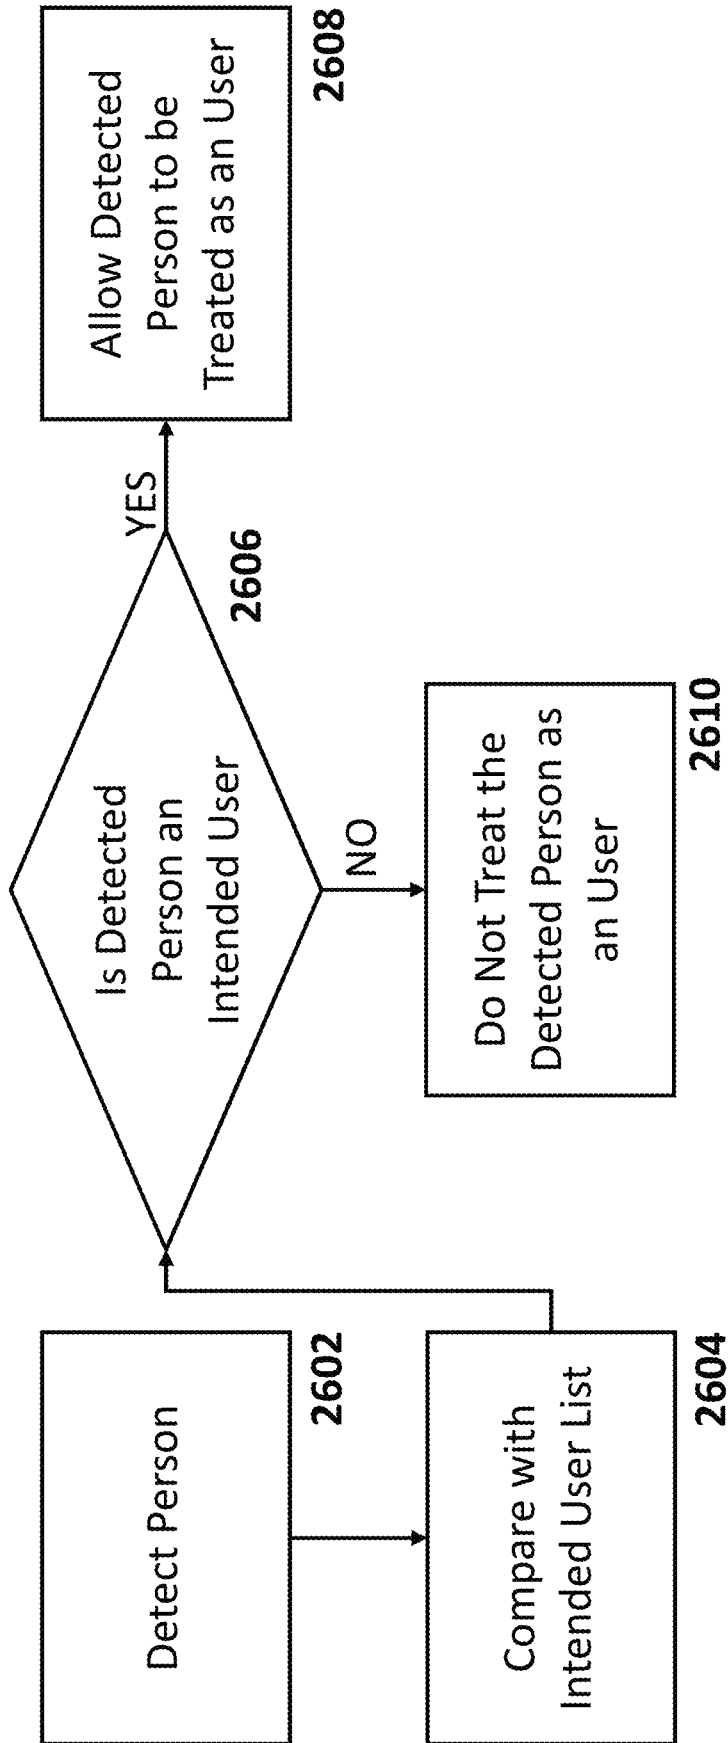 Detect Person
2602
Compare with
Intended User List
2604
Is Detected
Person an
Intended User
2606
YES
Allow Detected
Person to be
Treated as an User
2608
NO
Do Not Treat the
Detected Person as
an User
2610